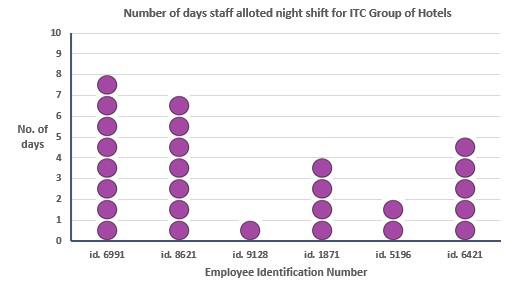 Number of days staff alloted night shift for ITC Group of Hotels
10
9
8
7
6
5
4
3
2
1
0
No. of
days
id. 6991 id. 8621 id. 9128 id. 1871 id. 5196 id. 6421
Employee Identification Number